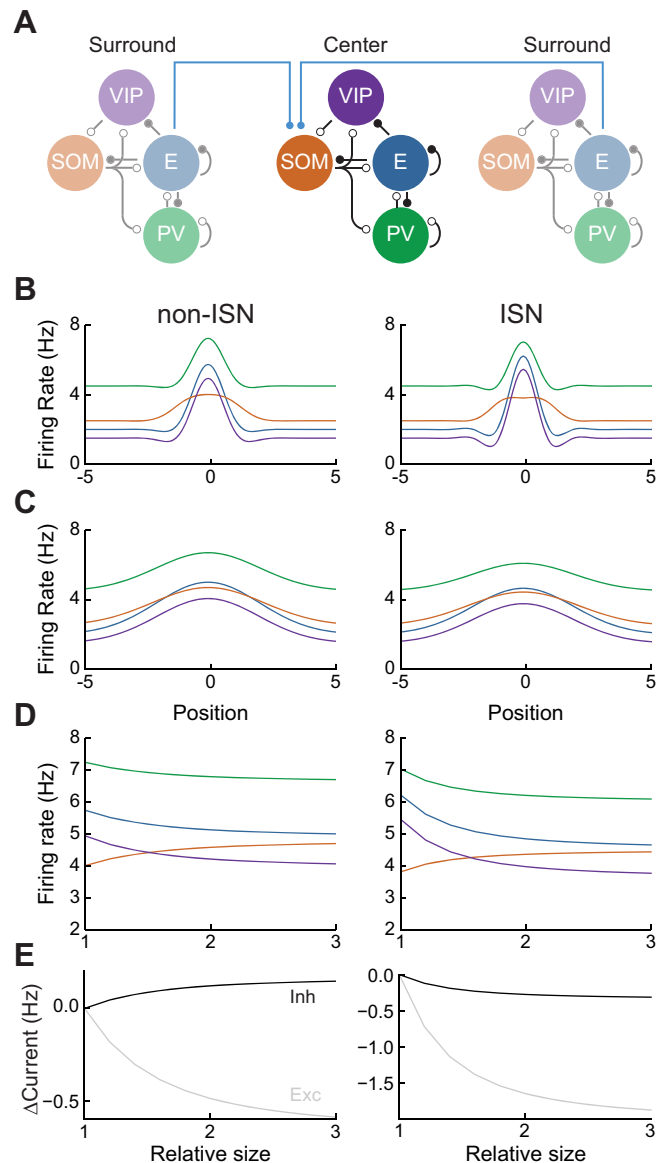 A
Surround Center Surround
VIP VIP VIP
SOM E SOM E SOM E
PV PV PV
B
non-ISN ISN
Firing Rate (Hz)
8
4
0
-5 0 5
-5 0 5
C
Firing Rate (Hz)
8
4
0
-5 0 5
-5 0 5
Position Position
D
Firing rate (Hz)
8
7
6
5
4
3
2
1 2 3
1 2 3
E
ΔCurrent (Hz)
0.0
−0.5
Inh
Exc
1 2 3
Relative size
0.0
−0.5
−1.0
−1.5
1 2 3
Relative size